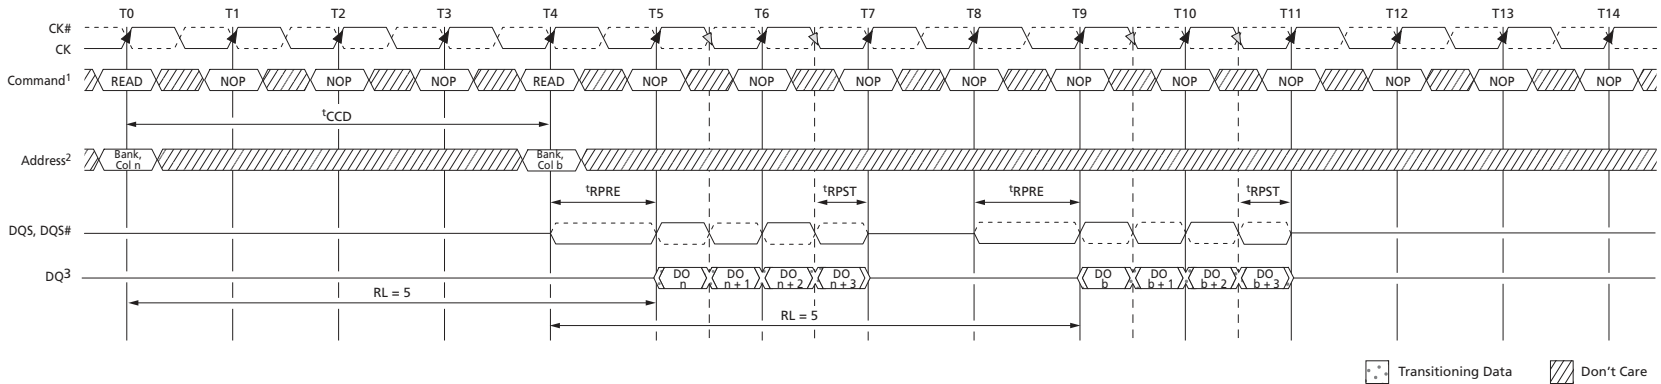 T0 T1 T2 T3 T4 T5 T6 T7 T8 T9 T10 T11 T12 T13 T14
CK#
CK
Command1 READ NOP NOP NOP READ NOP NOP NOP NOP NOP NOP NOP NOP NOP NOP
tCCD
Address2 Bank, Col n Bank, Col b
tRPRE tRPST tRPRE tRPST
DQS, DQS#
DQ3 DO n DO n + 1 DO n + 2 DO n + 3 DO b DO b + 1 DO b + 2 DO b + 3
RL = 5
RL = 5
Transitioning Data Don't Care